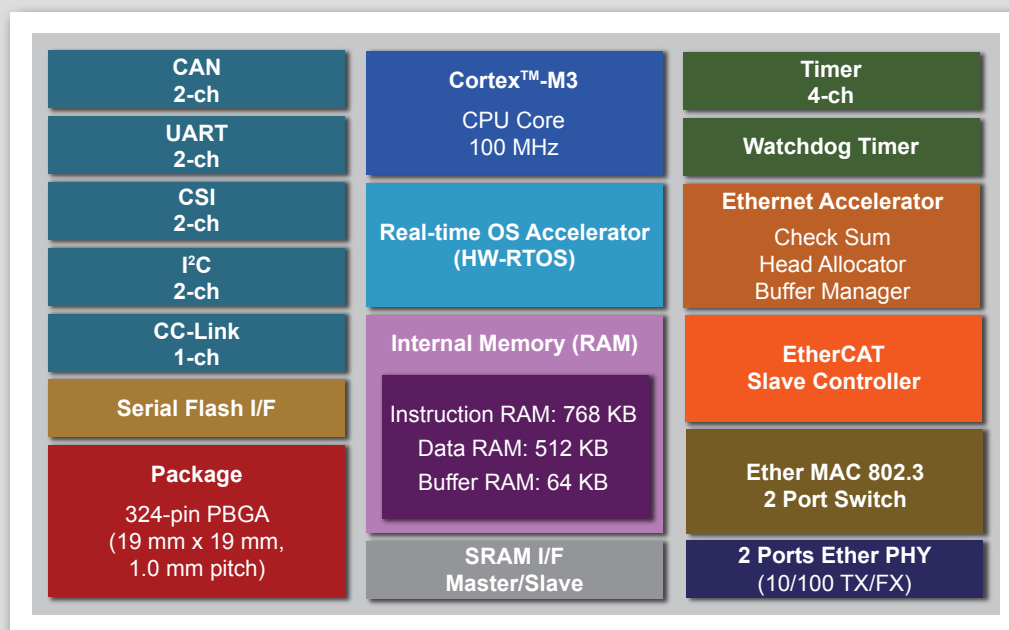 CAN
2-ch
UART
2-ch
CSI
2-ch
I²C
2-ch
CC-Link
1-ch
Serial Flash I/F
Package
324-pin PBGA
(19 mm x 19 mm,
1.0 mm pitch)
Cortex™-M3
CPU Core
100 MHz
Real-time OS Accelerator
(HW-RTOS)
Internal Memory (RAM)
Instruction RAM: 768 KB
Data RAM: 512 KB
Buffer RAM: 64 KB
SRAM I/F
Master/Slave
Timer
4-ch
Watchdog Timer
Ethernet Accelerator
Check Sum
Head Allocator
Buffer Manager
EtherCAT
Slave Controller
Ether MAC 802.3
2 Port Switch
2 Ports Ether PHY
(10/100 TX/FX)